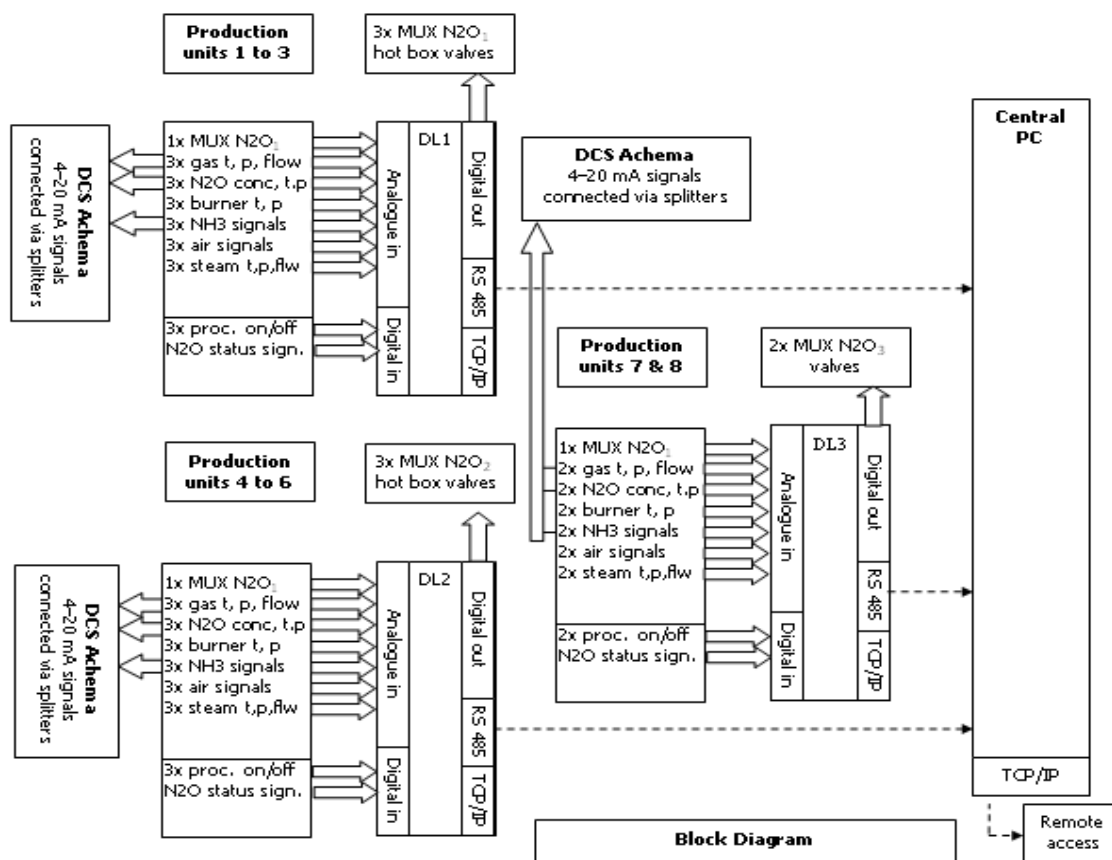 Production
units 1 to 3
3x MUX N2O₁
hot box valves
DCS Achema
4–20 mA signals
connected via splitters
1x MUX N2O₁
3x gas t, p, flow
3x N2O conc, t.p
3x burner t, p
3x NH3 signals
3x air signals
3x steam t,p,flw
3x proc. on/off
N2O status sign.
Analogue in
Digital in
DL1
Digital out
RS 485
TCP/IP
DCS Achema
4–20 mA signals
connected via splitters
Central
PC
Production
units 7 & 8
2x MUX N2O₃
valves
1x MUX N2O₁
2x gas t, p, flow
2x N2O conc, t.p
2x burner t, p
2x NH3 signals
2x air signals
2x steam t,p,flw
2x proc. on/off
N2O status sign.
Analogue in
Digital in
DL3
Digital out
RS 485
TCP/IP
Production
units 4 to 6
3x MUX N2O₂
hot box valves
DCS Achema
4–20 mA signals
connected via splitters
1x MUX N2O₁
3x gas t, p, flow
3x N2O conc, t.p
3x burner t, p
3x NH3 signals
3x air signals
3x steam t,p,flw
3x proc. on/off
N2O status sign.
Analogue in
Digital in
DL2
Digital out
RS 485
TCP/IP
TCP/IP
Remote
access
Block Diagram